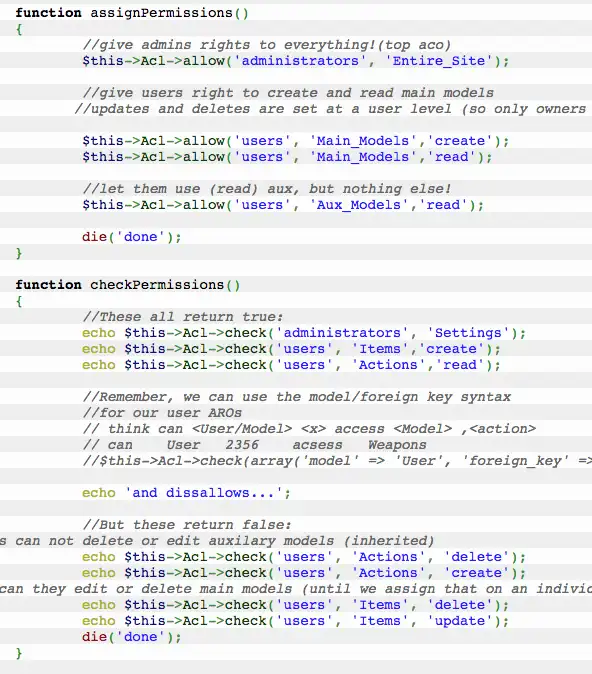 function assignPermissions()
{
//give admins rights to everything!(top aco)
$this->Acl->allow('administrators', 'Entire_Site');
//give users right to create and read main models
//updates and deletes are set at a user level (so only owners
$this->Acl->allow('users', 'Main_Models','create');
$this->Acl->allow('users', 'Main_Models','read');
//let them use (read) aux, but nothing else!
$this->Acl->allow('users', 'Aux_Models','read');
die('done');
}
function checkPermissions()
{
//These all return true:
echo $this->Acl->check('administrators', 'Settings');
echo $this->Acl->check('users', 'Items','create');
echo $this->Acl->check('users', 'Actions','read');
//Remember, we can use the model/foreign key syntax
//for our user AROs
// think can <User/Model> <x> access <Model> ,<action>
// can User 2356 acsess Weapons
//$this->Acl->check(array('model' => 'User', 'foreign_key' =>
echo 'and dissallows...';
//But these return false:
s can not delete or edit auxilary models (inherited)
echo $this->Acl->check('users', 'Actions', 'delete');
echo $this->Acl->check('users', 'Actions', 'create');
can they edit or delete main models (until we assign that on an individ
echo $this->Acl->check('users', 'Items', 'delete');
echo $this->Acl->check('users', 'Items', 'update');
die('done');
}